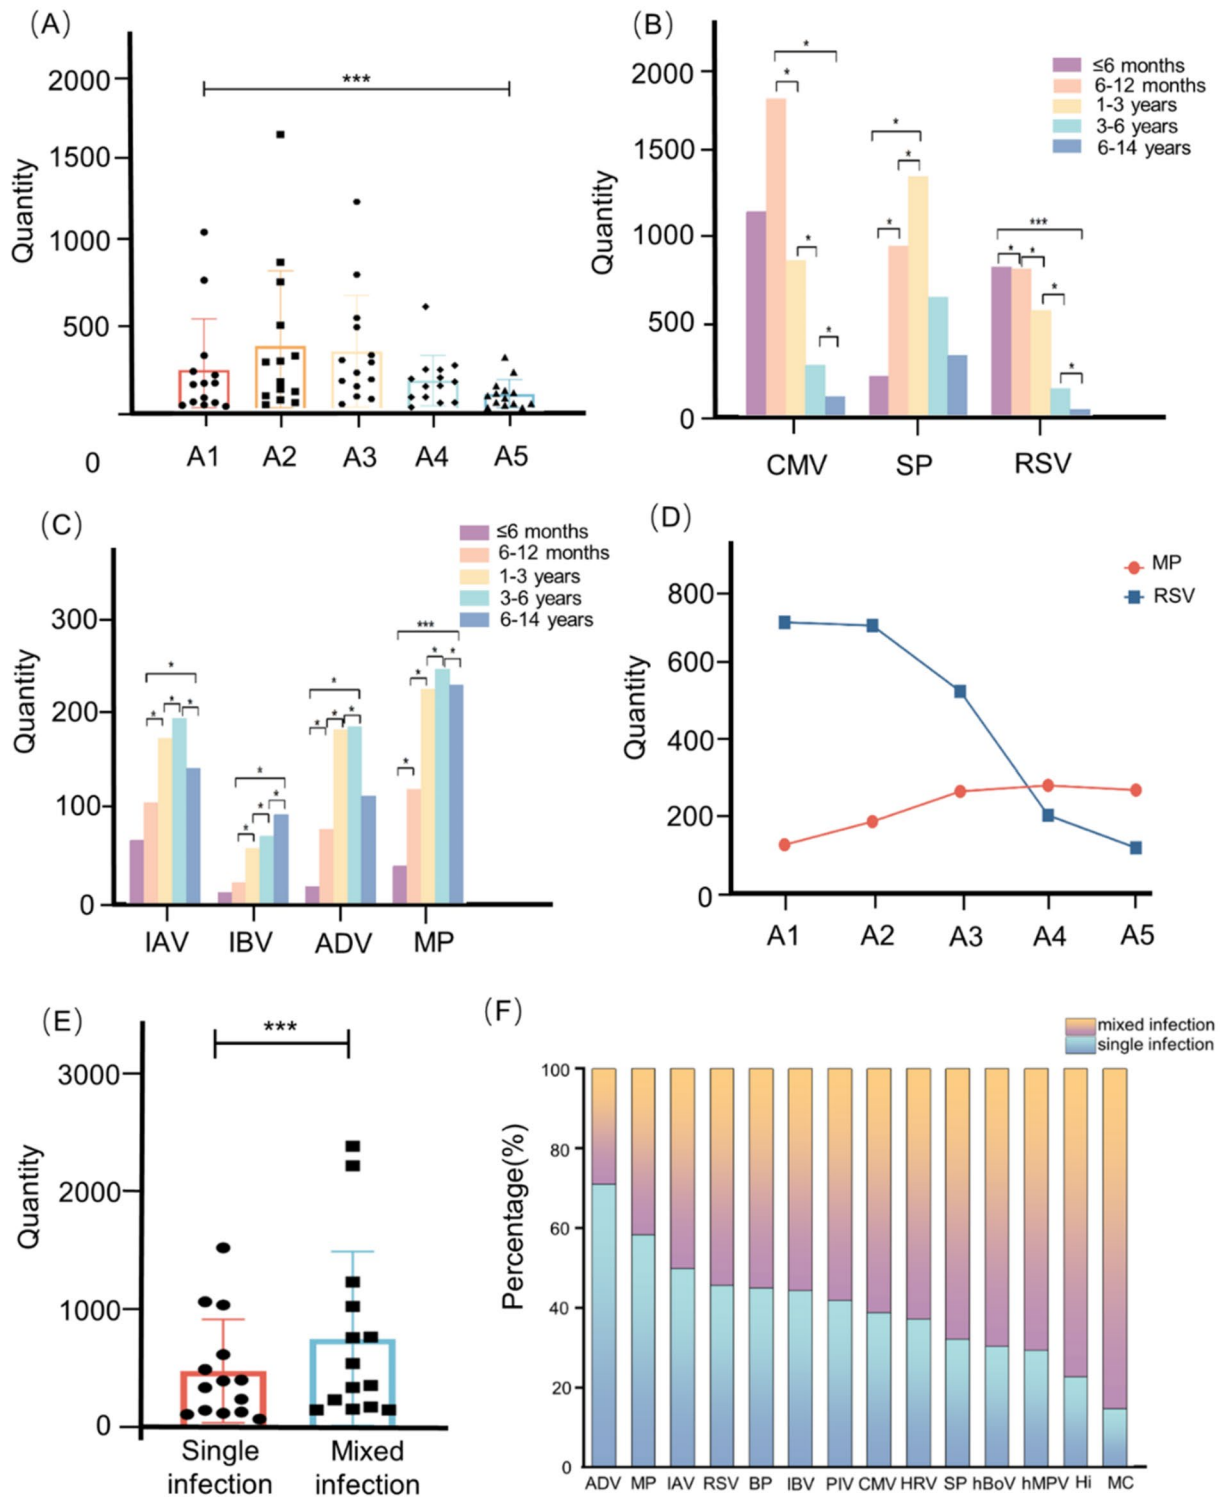 (A)
2000
1500
1000
500
0
Quantity
***
A1 A2 A3 A4 A5
(B)
2000
1500
1000
500
0
Quantity
≤6 months
6-12 months
1-3 years
3-6 years
6-14 years
* * * *
* * *
*** * * * *
CMV SP RSV
(C)
300
200
100
0
Quantity
≤6 months
6-12 months
1-3 years
3-6 years
6-14 years
* * * *
* * * *
* * * *
*** * * * *
IAV IBV ADV MP
(D)
800
600
400
200
0
Quantity
MP
RSV
A1 A2 A3 A4 A5
(E)
3000
2000
1000
0
Quantity
***
Single infection
Mixed infection
(F)
100
80
60
40
20
0
Percentage(%)
mixed infection
single infection
ADV MP IAV RSV BP IBV PIV CMV HRV SP hBoV hMPV Hi MC